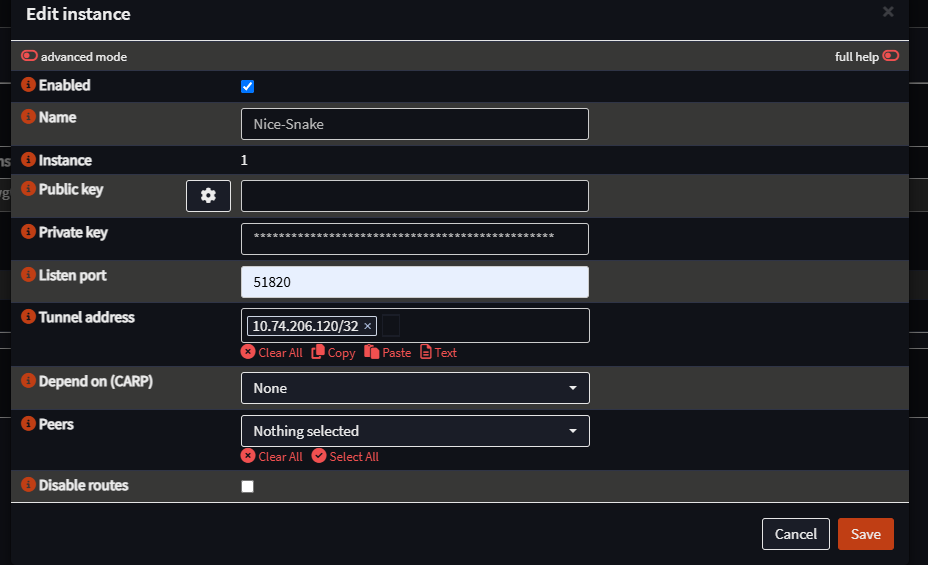 Edit instance ×
advanced mode full help
Enabled
Name Nice-Snake
Instance 1
Public key
Private key ************************************************
Listen port 51820
Tunnel address 10.74.206.120/32 ×
Clear All Copy Paste Text
Depend on (CARP) None
Peers Nothing selected
Clear All Select All
Disable routes
Cancel Save